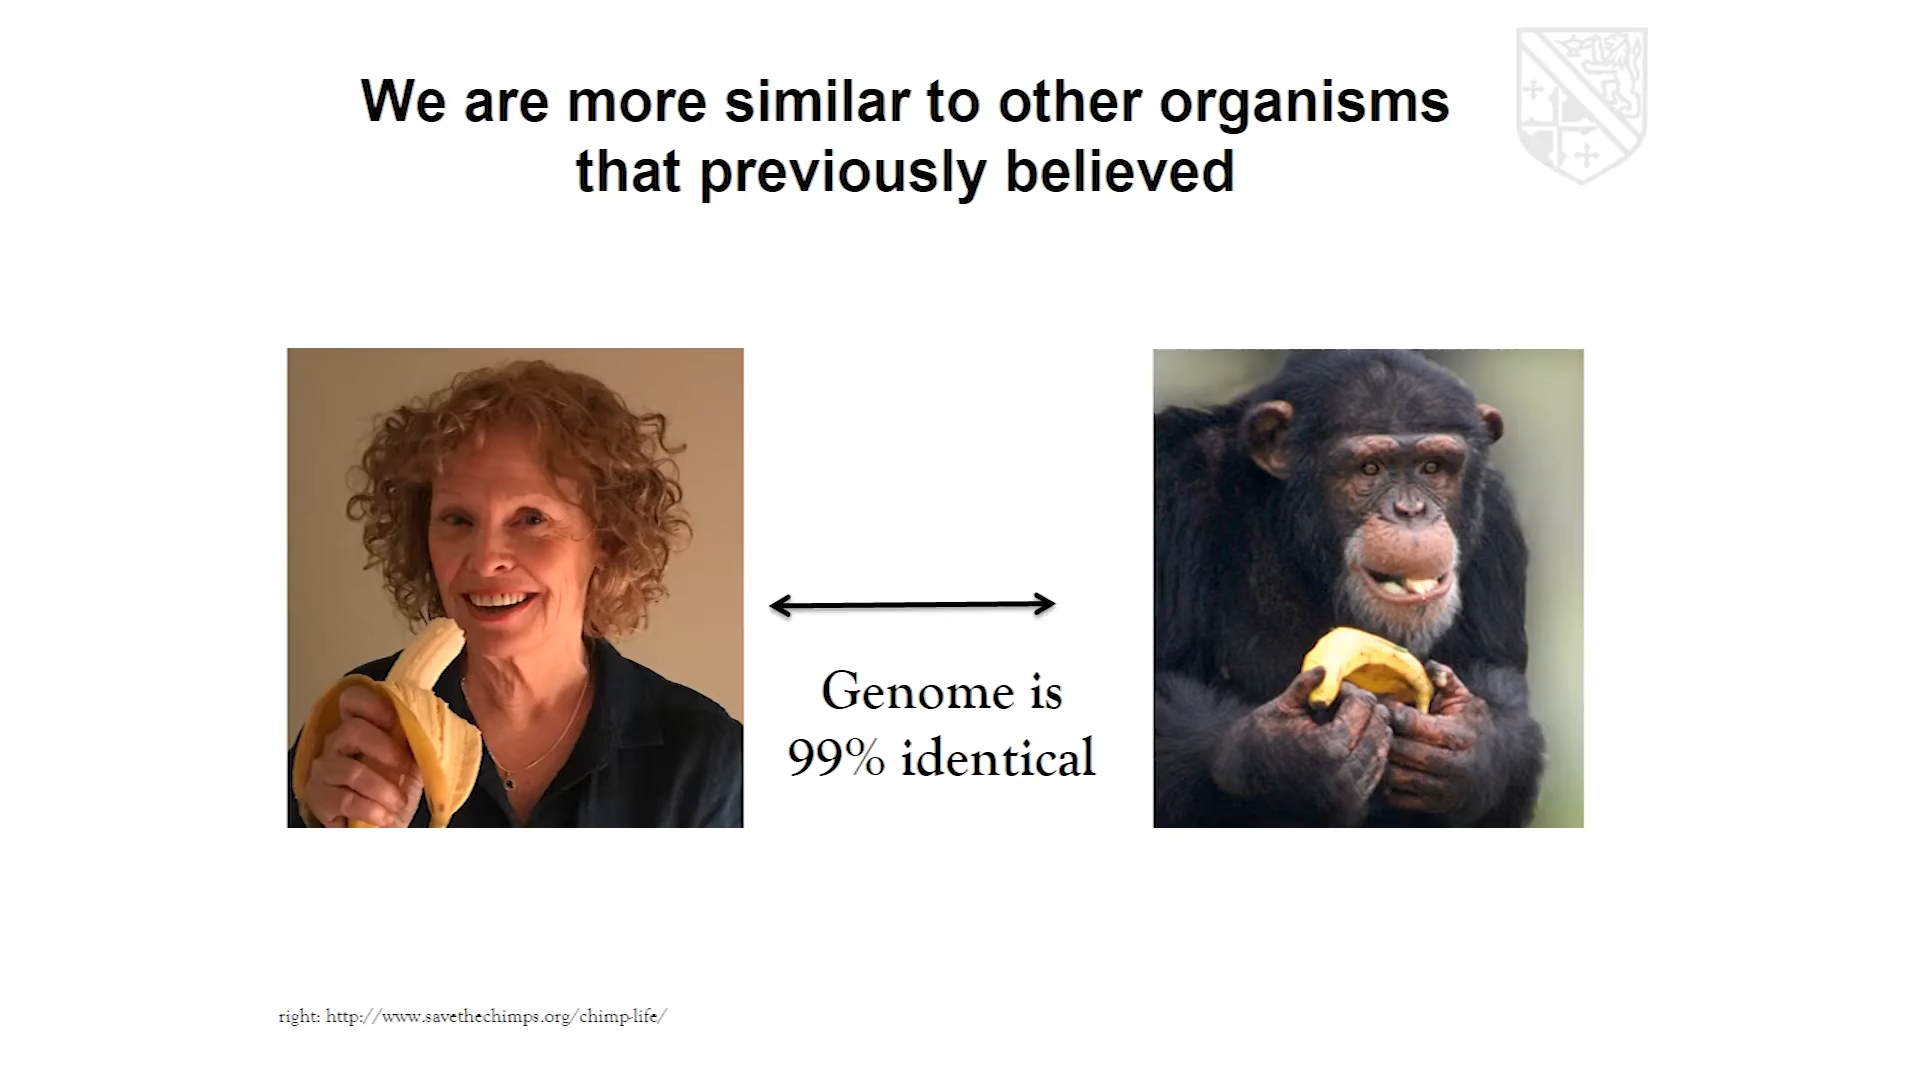 We are more similar to other organisms
that previously believed
Genome is
99% identical
right: http://www.savethechimps.org/chimp-life/